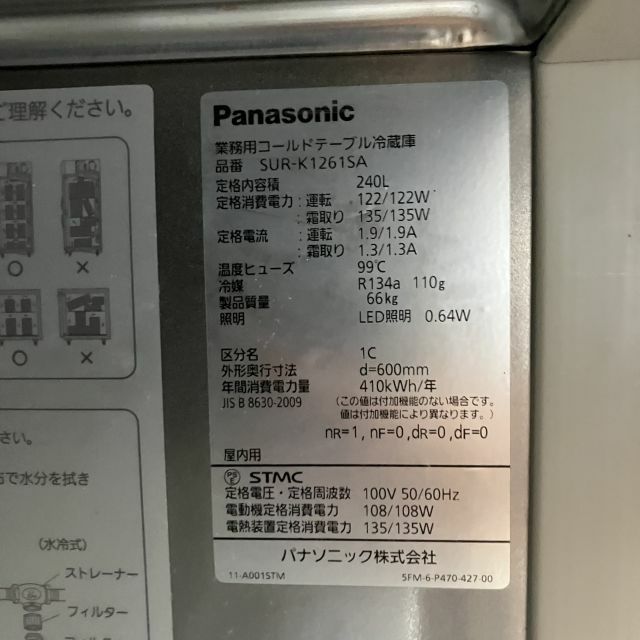 ご理解ください。
○ ×
○ ×
さい。
で水分を拭き
(水冷式)
ストレーナー
フィルター
Panasonic
業務用コールドテーブル冷蔵庫
品番 SUR-K1261SA
定格内容積 240L
定格消費電力:運転 122/122W
:霜取り 135/135W
定格電流 :運転 1.9/1.9A
:霜取り 1.3/1.3A
温度ヒューズ 99℃
冷媒 R134a 110g
製品質量 66kg
照明 LED照明 0.64W
区分名 1C
外形奥行寸法 d=600mm
年間消費電力量 410kWh/年
JIS B 8630-2009 (この値は付加機能のない場合です。
値は付加機能により異なります。)
nR=1, nF=0,dR=0,dF=0
屋内用
PS E STMC
定格電圧・定格周波数 100V 50/60Hz
電動機定格消費電力 108/108W
電熱装置定格消費電力 135/135W
パナソニック株式会社
11-A001STM 5FM-6-P470-427-00